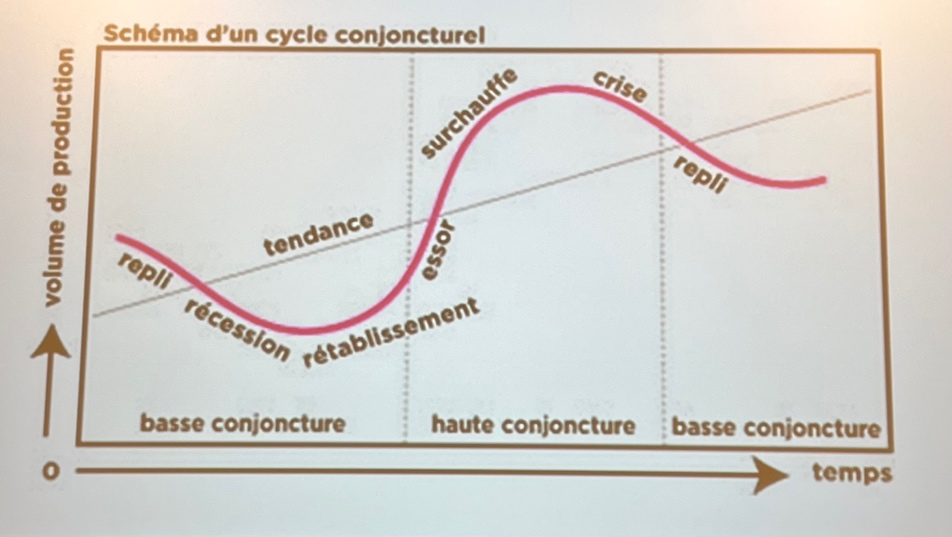 Schéma d'un cycle conjoncturel
volume de production
surchauffe
crise
repli
tendance
essor
repli
récession
rétablissement
basse conjoncture
haute conjoncture
basse conjoncture
0
temps